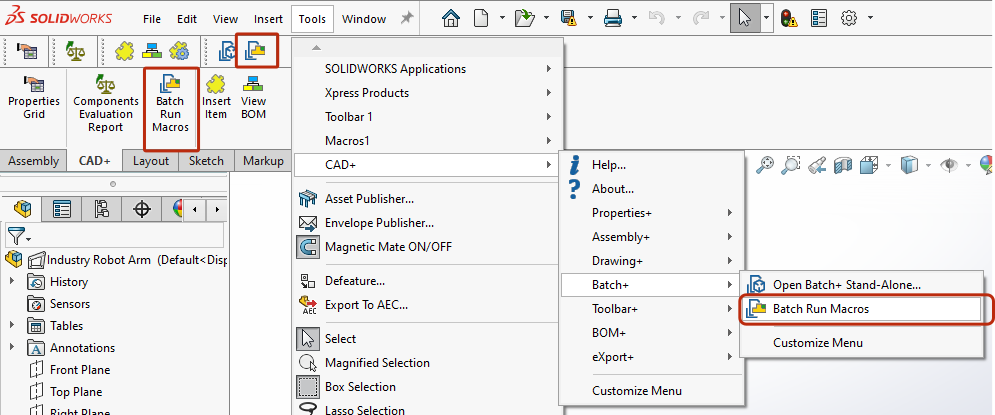 SOLIDWORKS File Edit View Insert Tools Window
Properties Grid
Components Evaluation Report
Batch Run Macros
Insert Item
View BOM
Assembly CAD+ Layout Sketch Markup
Industry Robot Arm (Default<Disp
History
Sensors
Tables
Annotations
Front Plane
Top Plane
Right Plane
SOLIDWORKS Applications
Xpress Products
Toolbar 1
Macros1
CAD+
Asset Publisher...
Envelope Publisher...
Magnetic Mate ON/OFF
Defeature...
Export To AEC...
Select
Magnified Selection
Box Selection
Lasso Selection
Help...
About...
Properties+
Assembly+
Drawing+
Batch+
Toolbar+
BOM+
eXport+
Customize Menu
Open Batch+ Stand-Alone...
Batch Run Macros
Customize Menu